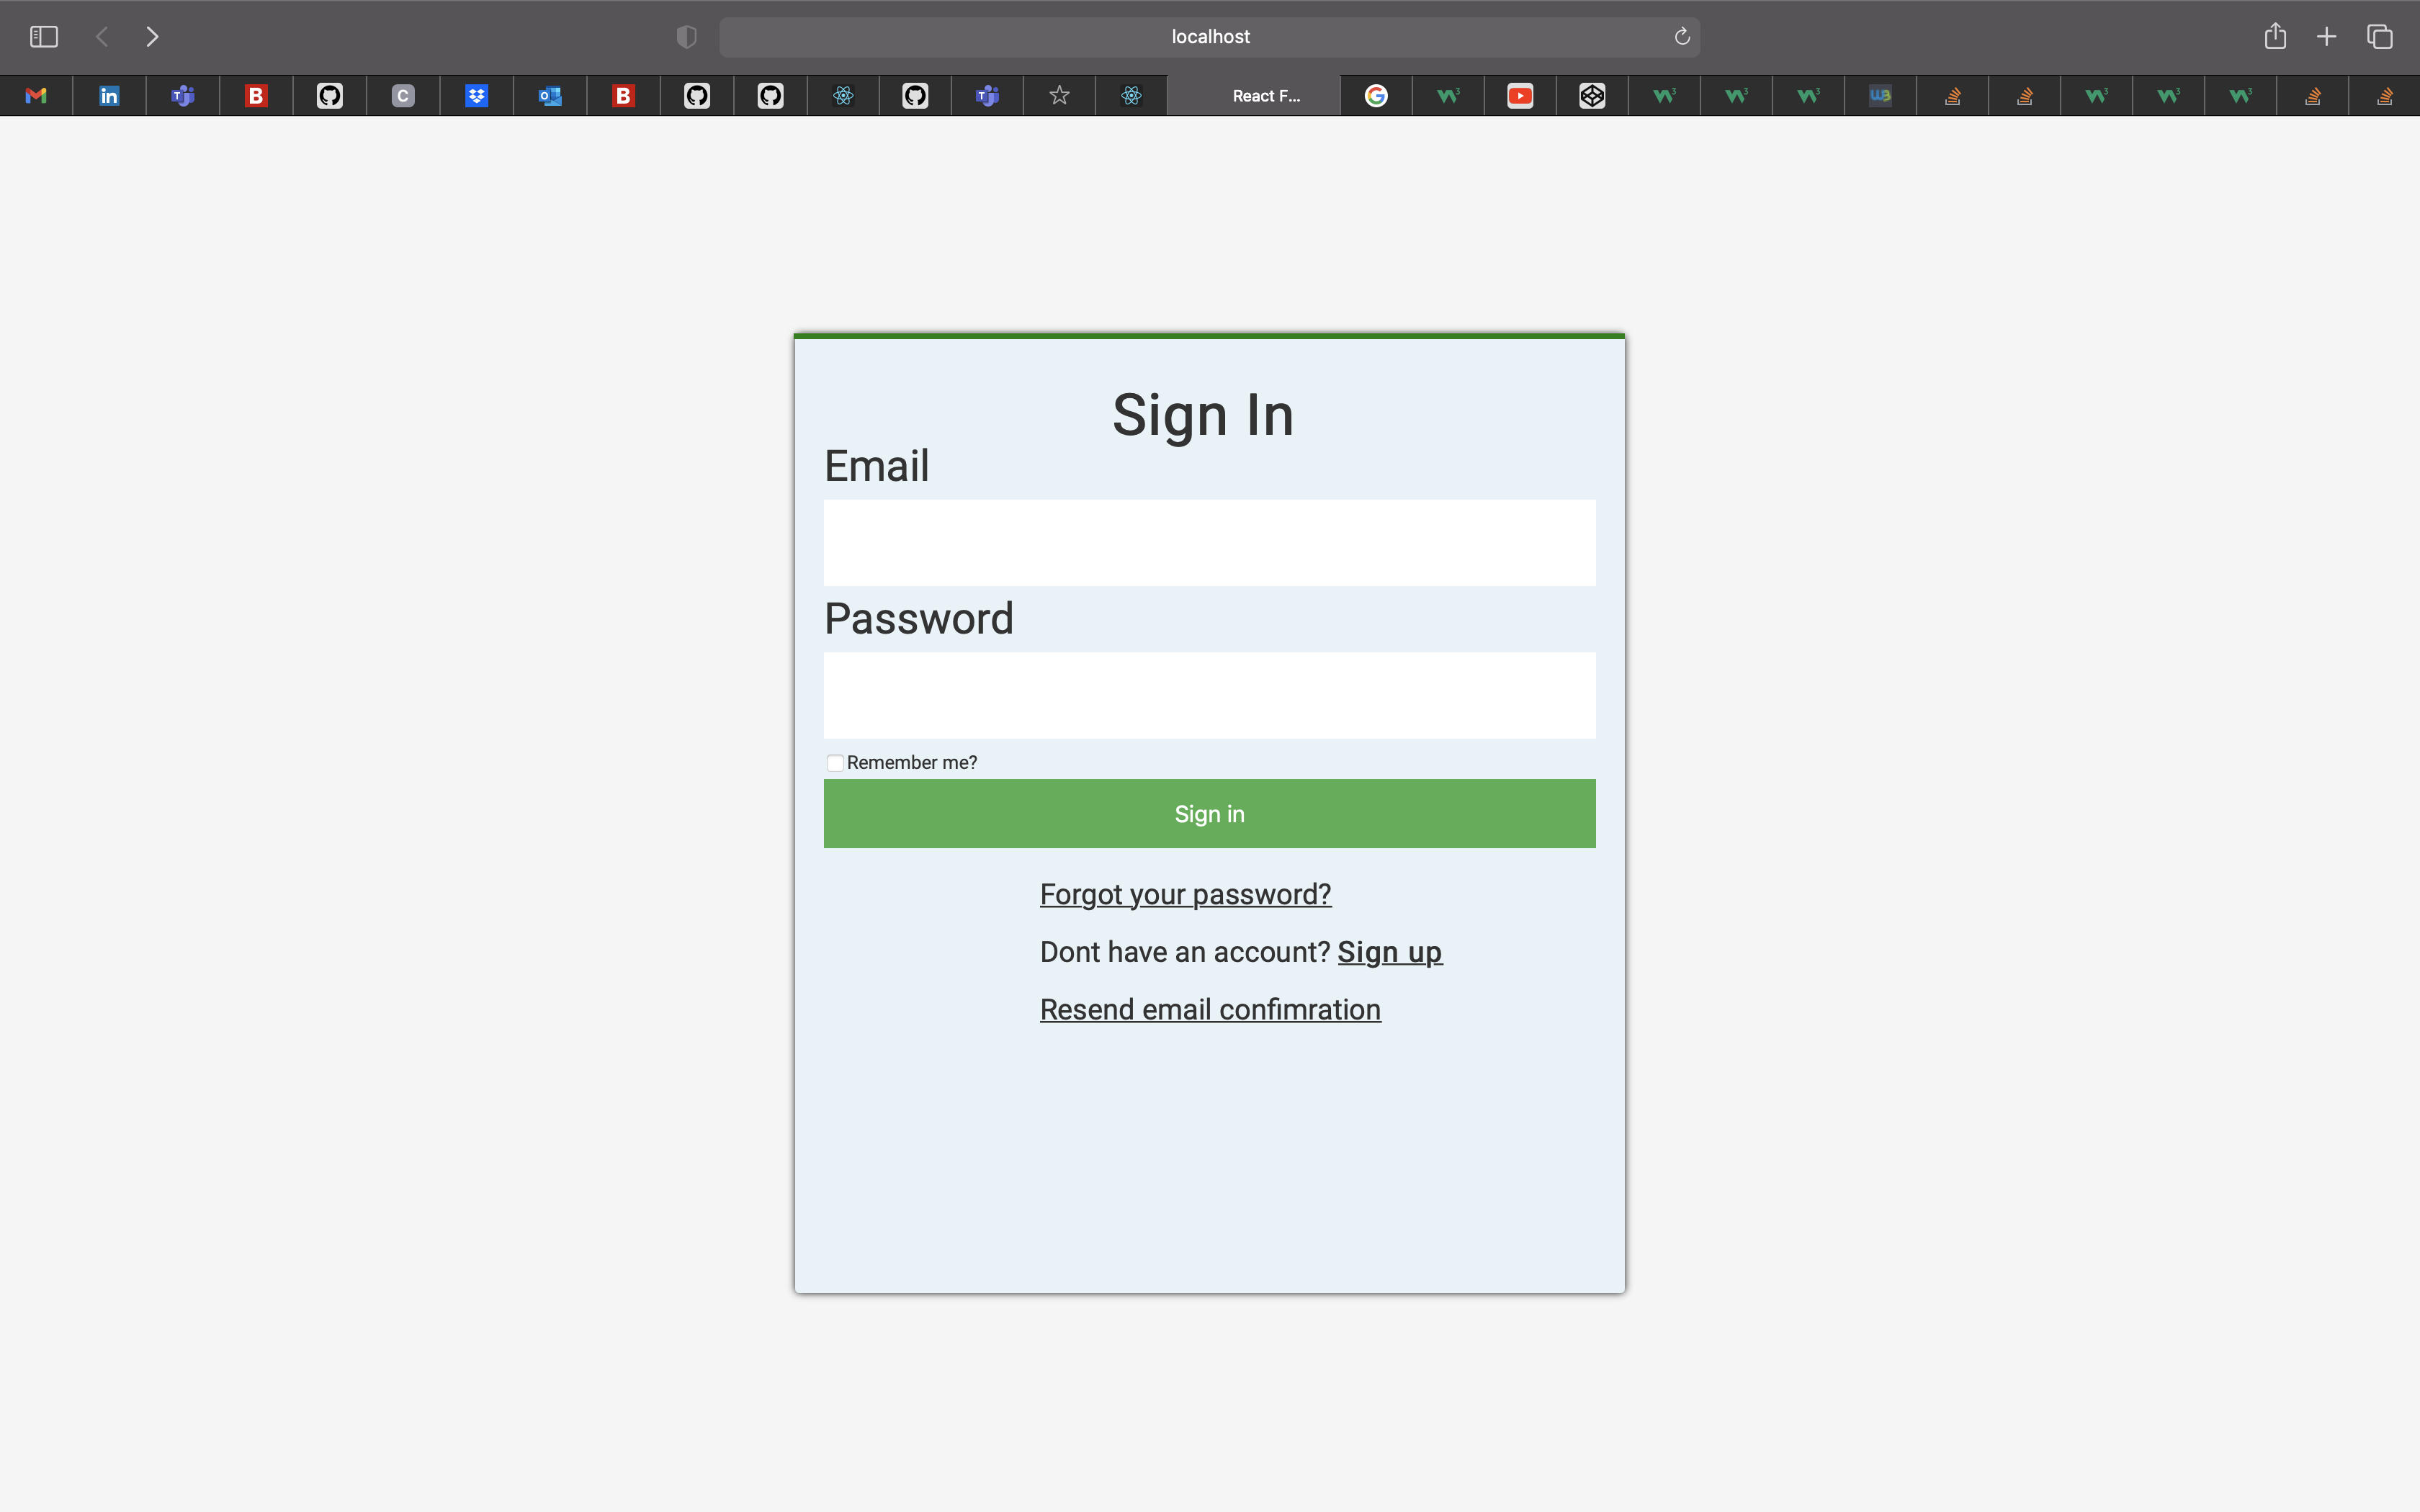 localhost
React F...
Sign In
Email
Password
Remember me?
Sign in
Forgot your password?
Dont have an account? Sign up
Resend email confimration